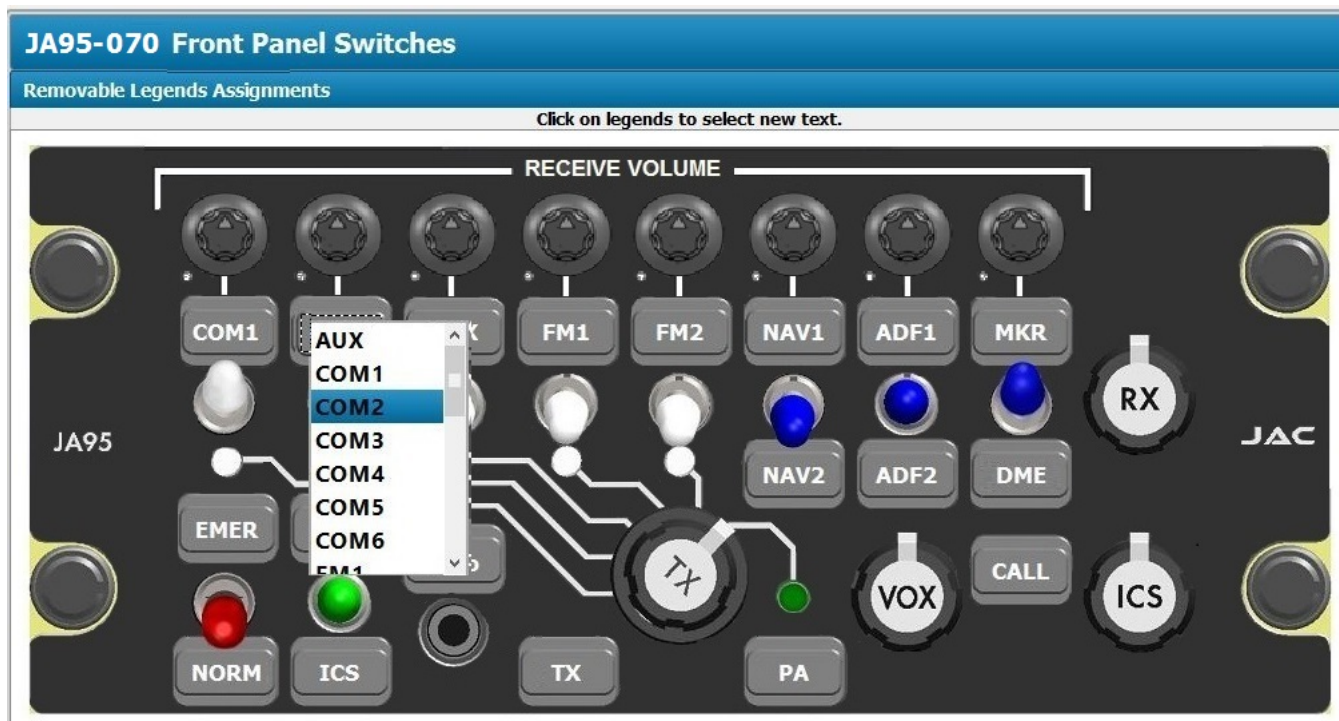 JA95-070 Front Panel Switches
Removable Legends Assignments
Click on legends to select new text.
RECEIVE VOLUME
COM1
FM1
FM2
NAV1
ADF1
MKR
AUX
COM1
COM2
COM3
COM4
COM5
COM6
FM1
RX
JA95
JAC
NAV2
ADF2
DME
EMER
TX
VOX
CALL
ICS
NORM
ICS
TX
PA